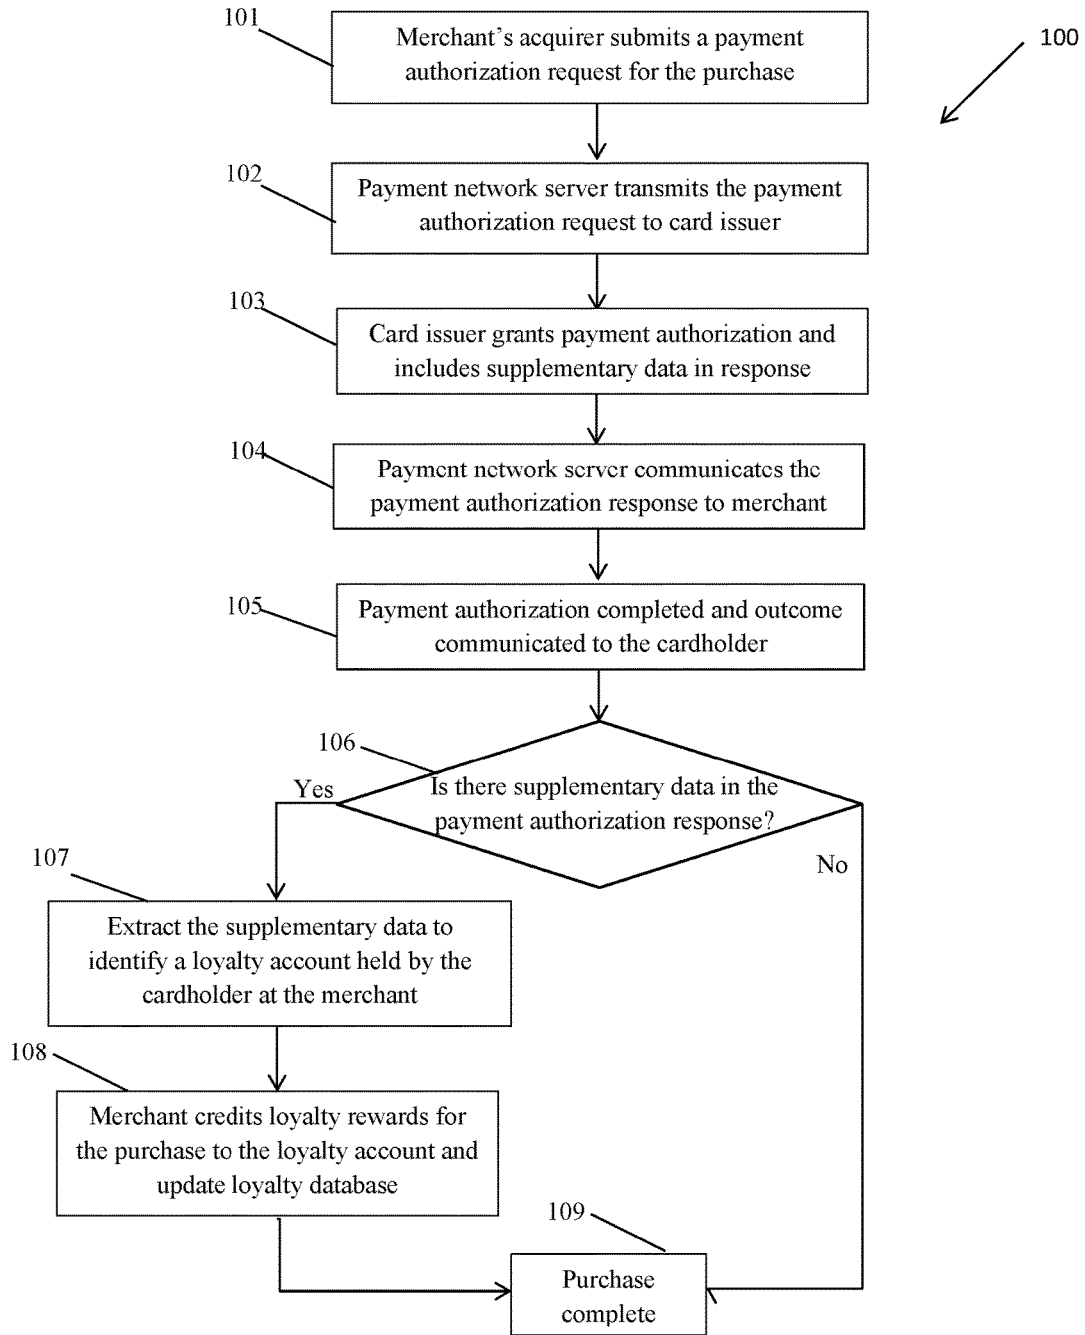 101
Merchant's acquirer submits a payment
authorization request for the purchase
100
102
Payment network server transmits the payment
authorization request to card issuer
103
Card issuer grants payment authorization and
includes supplementary data in response
104
Payment network server communicates the
payment authorization response to merchant
105
Payment authorization completed and outcome
communicated to the cardholder
106
Is there supplementary data in the
payment authorization response?
Yes
No
107
Extract the supplementary data to
identify a loyalty account held by the
cardholder at the merchant
108
Merchant credits loyalty rewards for
the purchase to the loyalty account and
update loyalty database
109
Purchase
complete